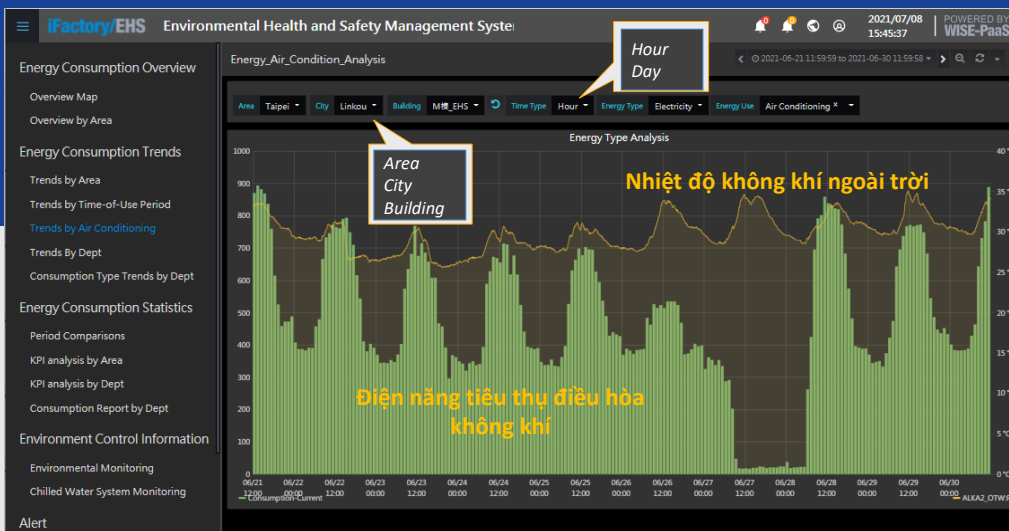 iFactory/EHS Environmental Health and Safety Management Syste
2021/07/08
15:45:37
POWERED BY
WISE-PaaS
Energy_Air_Condition_Analysis
2021-06-21 11:59:59 to 2021-06-30 11:59:58
Hour
Day
Area Taipei City Linkou Building M棟_EHS Time Type Hour Energy Type Electricity Energy Use Air Conditioning ×
Area
City
Building
Energy Consumption Overview
Overview Map
Overview by Area
Energy Consumption Trends
Trends by Area
Trends by Time-of-Use Period
Trends by Air Conditioning
Trends By Dept
Consumption Type Trends by Dept
Energy Consumption Statistics
Period Comparisons
KPI analysis by Area
KPI analysis by Dept
Consumption Report by Dept
Environment Control Information
Environmental Monitoring
Chilled Water System Monitoring
Alert
Energy Type Analysis
Nhiệt độ không khí ngoài trời
Điện năng tiêu thụ điều hòa
không khí
1000
900
800
700
600
500
400
300
200
100
0
40°
35°
30°
25°
20°
15°
10°
5°C
0°C
06/21 06/22 06/22 06/23 06/23 06/24 06/24 06/25 06/25 06/26 06/26 06/27 06/27 06/28 06/28 06/29 06/29 06/30
12:00 00:00 12:00 00:00 12:00 00:00 12:00 00:00 12:00 00:00 12:00 00:00 12:00 00:00 12:00 00:00 12:00 00:00
Consumption-Current
ALKA2_OTW: